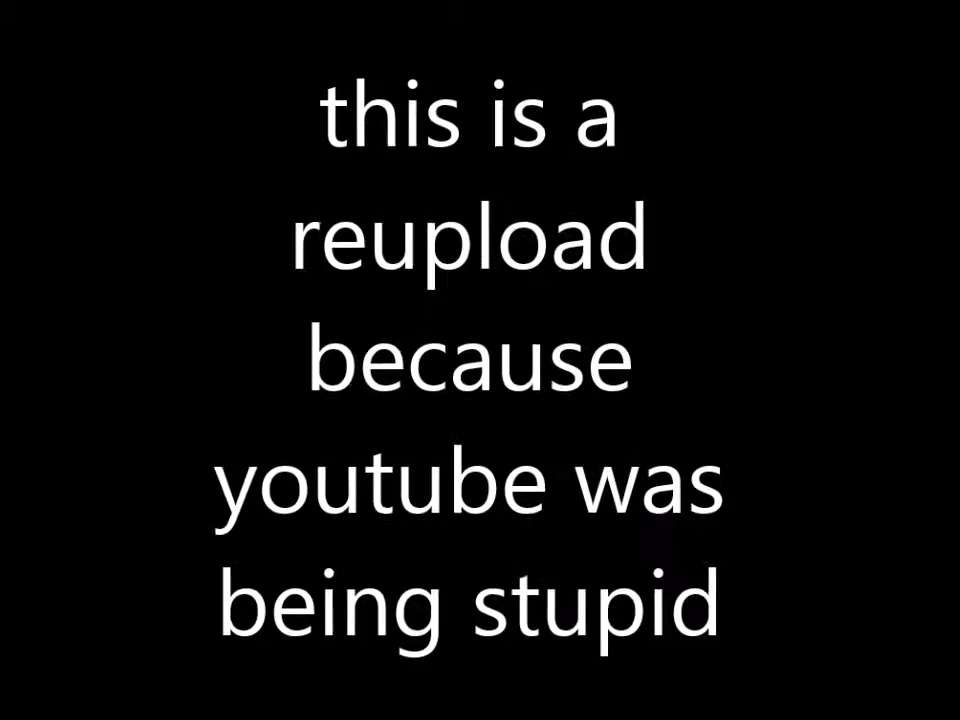 this is a
reupload
because
youtube was
being stupid